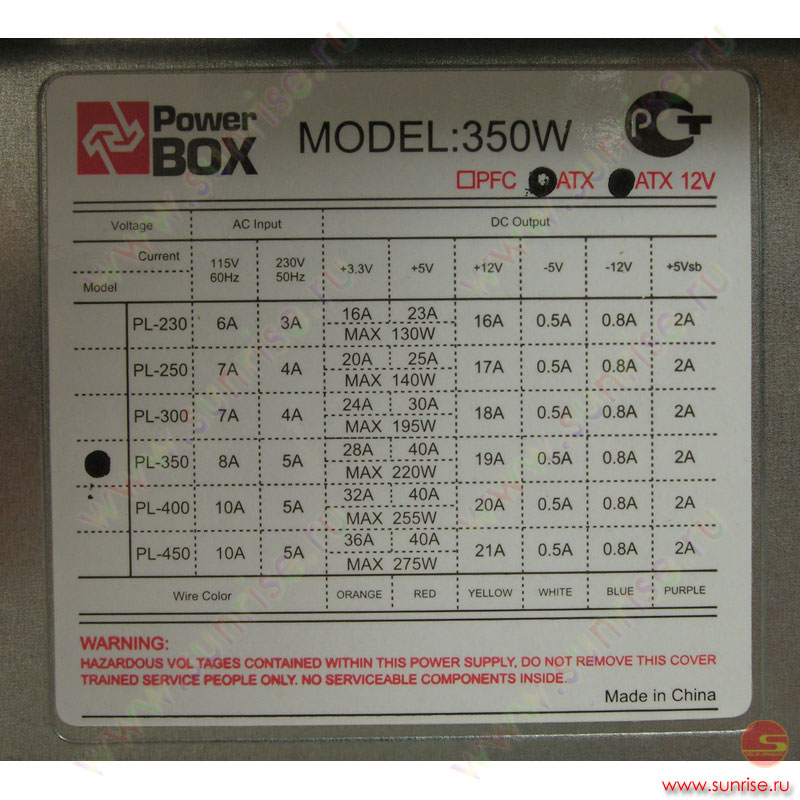 Power
BOX
MODEL:350W
РСТ
PFC ATX ATX 12V
Voltage AC Input DC Output
Current 115V 230V +3.3V +5V +12V -5V -12V +5Vsb
60Hz 50Hz
Model
PL-230 6A 3A 16A 23A 16A 0.5A 0.8A 2A
MAX 130W
PL-250 7A 4A 20A 25A 17A 0.5A 0.8A 2A
MAX 140W
PL-300 7A 4A 24A 30A 18A 0.5A 0.8A 2A
MAX 195W
PL-350 8A 5A 28A 40A 19A 0.5A 0.8A 2A
MAX 220W
PL-400 10A 5A 32A 40A 20A 0.5A 0.8A 2A
MAX 255W
PL-450 10A 5A 36A 40A 21A 0.5A 0.8A 2A
MAX 275W
Wire Color ORANGE RED YELLOW WHITE BLUE PURPLE
WARNING:
HAZARDOUS VOL TAGES CONTAINED WITHIN THIS POWER SUPPLY, DO NOT REMOVE THIS COVER
TRAINED SERVICE PEOPLE ONLY. NO SERVICEABLE COMPONENTS INSIDE.
Made in China
www.sunrise.ru